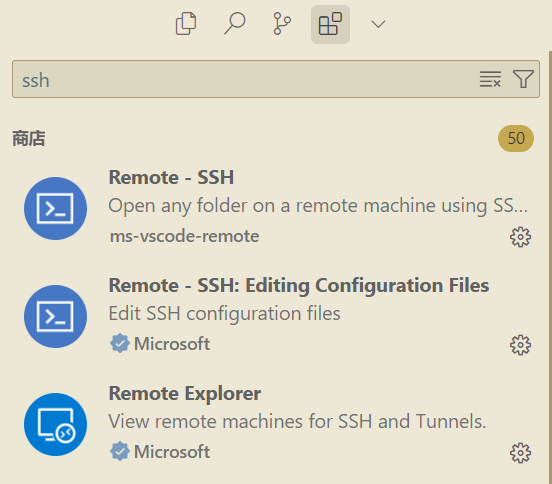 ssh
商店
50
Remote - SSH
Open any folder on a remote machine using SS...
ms-vscode-remote
Remote - SSH: Editing Configuration Files
Edit SSH configuration files
Microsoft
Remote Explorer
View remote machines for SSH and Tunnels.
Microsoft